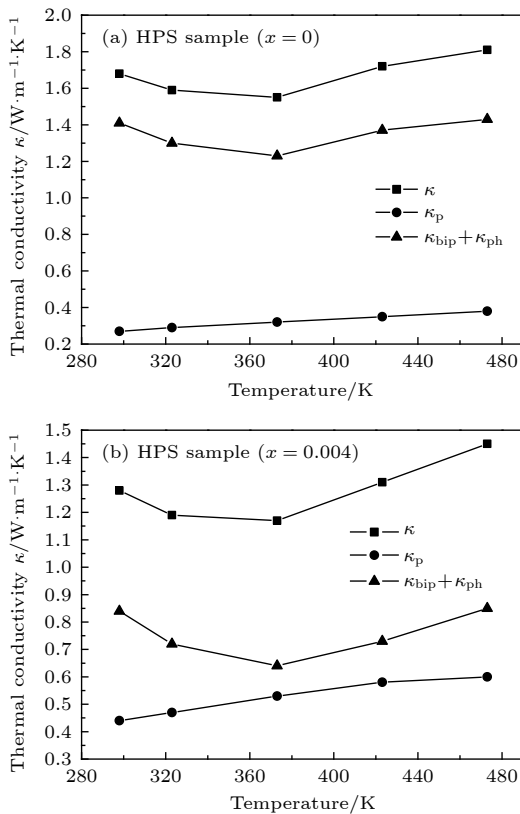 2.0
(a) HPS sample (x = 0)
1.8
1.6
1.4
1.2
1.0
0.8
0.6
0.4
0.2
Thermal conductivity κ/W·m−1·K−1
κ
κp
κbip+κph
280 320 360 400 440 480
Temperature/K
1.5
(b) HPS sample (x = 0.004)
1.4
1.3
1.2
1.1
1.0
0.9
0.8
0.7
0.6
0.5
0.4
0.3
Thermal conductivity κ/W·m−1·K−1
κ
κp
κbip+κph
280 320 360 400 440 480
Temperature/K